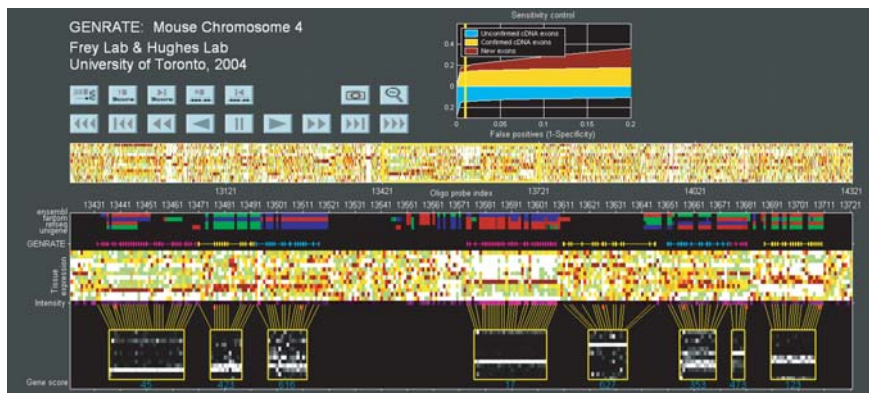 GENRATE: Mouse Chromosome 4
Frey Lab & Hughes Lab
University of Toronto, 2004
Sensitivity control
Unconfirmed cDNA exons
Confirmed cDNA exons
New exons
0.4
0.2
0
0.2
0 0.05 0.1 0.15 0.2
False positives (1-Specificity)
13121 13421 13721 14021 14321
Oligo probe index
13431 13441 13451 13461 13471 13481 13491 13501 13511 13521 13531 13541 13551 13561 13571 13581 13591 13601 13611 13621 13631 13641 13651 13661 13671 13681 13691 13701 13711 13721
ensembl
fantom
refseq
unigene
GENRATE
Tissue
expression
Intensity
Gene score
45 423 616 17 627 353 473 123